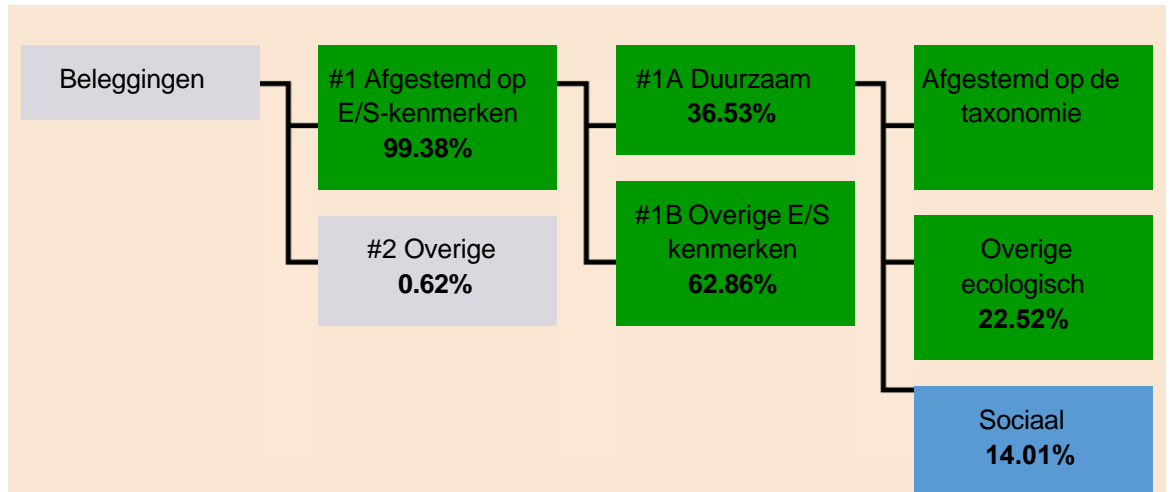 Beleggingen
#1 Afgestemd op
E/S-kenmerken
99.38%
#2 Overige
0.62%
#1A Duurzaam
36.53%
#1B Overige E/S
kenmerken
62.86%
Afgestemd op de
taxonomie
Overige
ecologisch
22.52%
Sociaal
14.01%